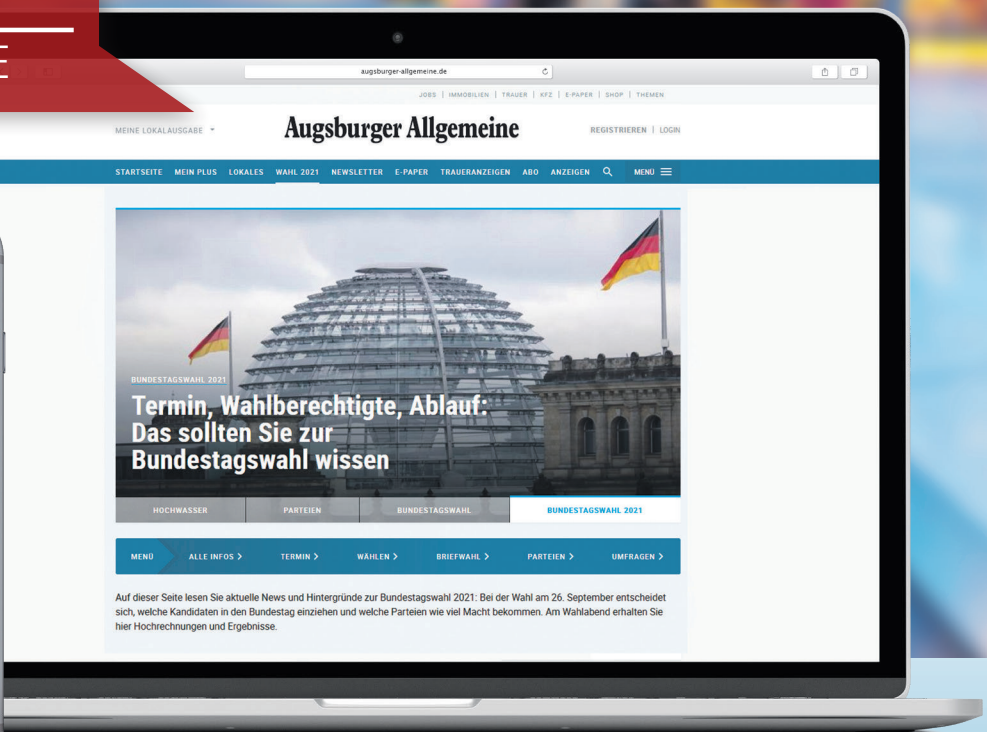 augsburger-allgemeine.de
JOBS | IMMOBILIEN | TRAUER | KFZ | E-PAPER | SHOP | THEMEN
MEINE LOKALAUSGABE
Augsburger Allgemeine
REGISTRIEREN | LOGIN
STARTSEITE MEIN PLUS LOKALES WAHL 2021 NEWSLETTER E-PAPER TRAUERANZEIGEN ABO ANZEIGEN MENÜ
BUNDESTAGSWAHL 2021
Termin, Wahlberechtigte, Ablauf:
Das sollten Sie zur
Bundestagswahl wissen
HOCHWASSER PARTEIEN BUNDESTAGSWAHL BUNDESTAGSWAHL 2021
MENÜ ALLE INFOS > TERMIN > WÄHLEN > BRIEFWAHL > PARTEIEN > UMFRAGEN >
Auf dieser Seite lesen Sie aktuelle News und Hintergründe zur Bundestagswahl 2021: Bei der Wahl am 26. September entscheidet
sich, welche Kandidaten in den Bundestag einziehen und welche Parteien wie viel Macht bekommen. Am Wahlabend erhalten Sie
hier Hochrechnungen und Ergebnisse.